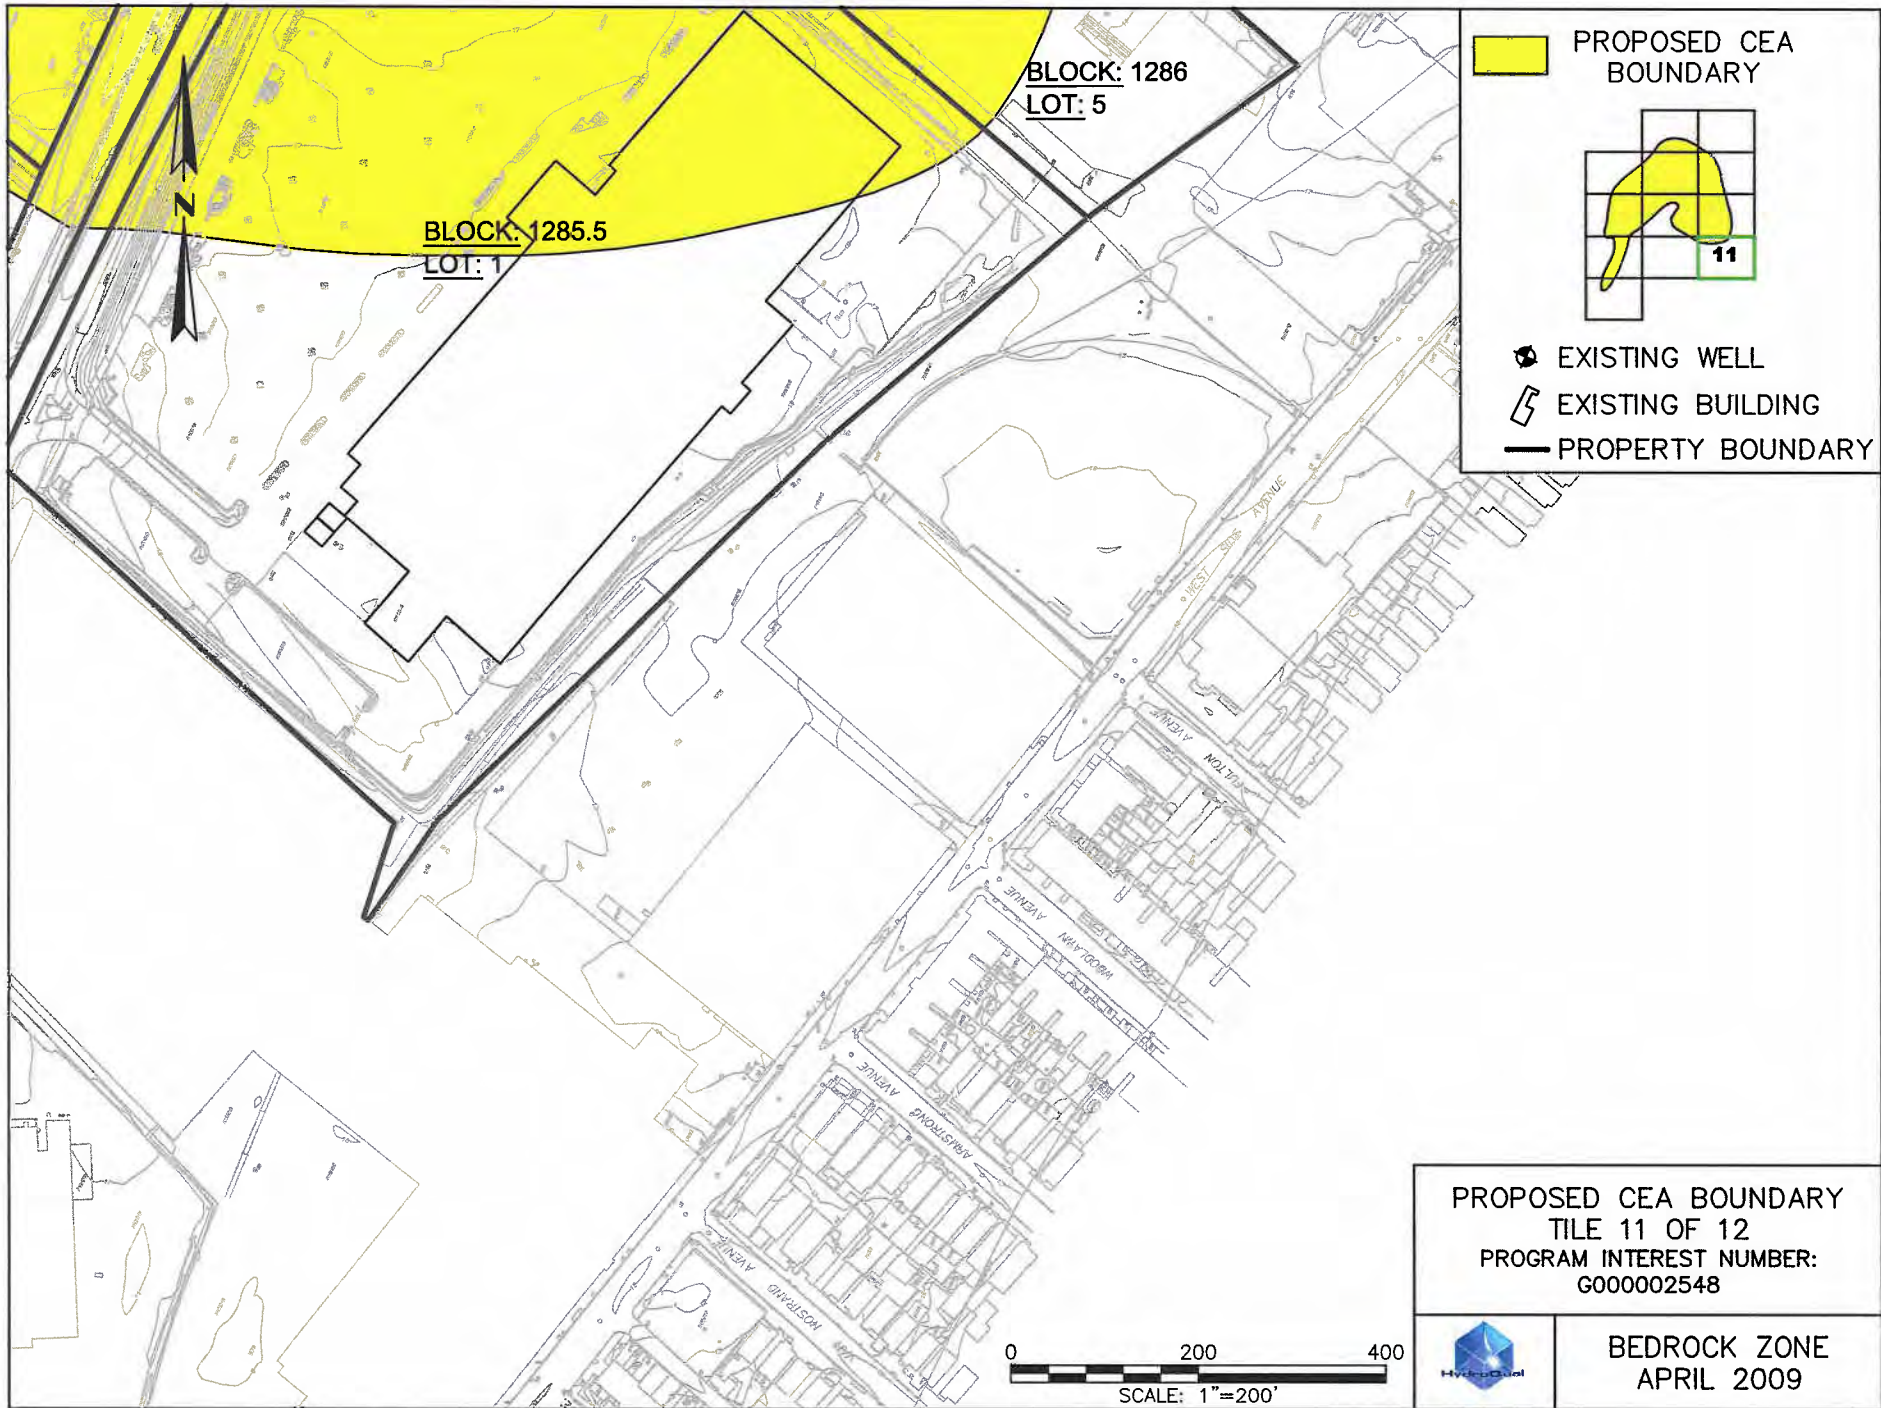 PROPOSED CEA
BOUNDARY
11
EXISTING WELL
EXISTING BUILDING
PROPERTY BOUNDARY
BLOCK: 1286
LOT: 5
N
BLOCK: 1285.5
LOT: 1
WEST SIDE AVENUE
FULTON AVENUE
WOODLAWN AVENUE
ARMSTRONG AVENUE
NOSTRAND AVENUE
0 200 400
SCALE: 1"=200'
PROPOSED CEA BOUNDARY
TILE 11 OF 12
PROGRAM INTEREST NUMBER:
G000002548
HydroQual
BEDROCK ZONE
APRIL 2009